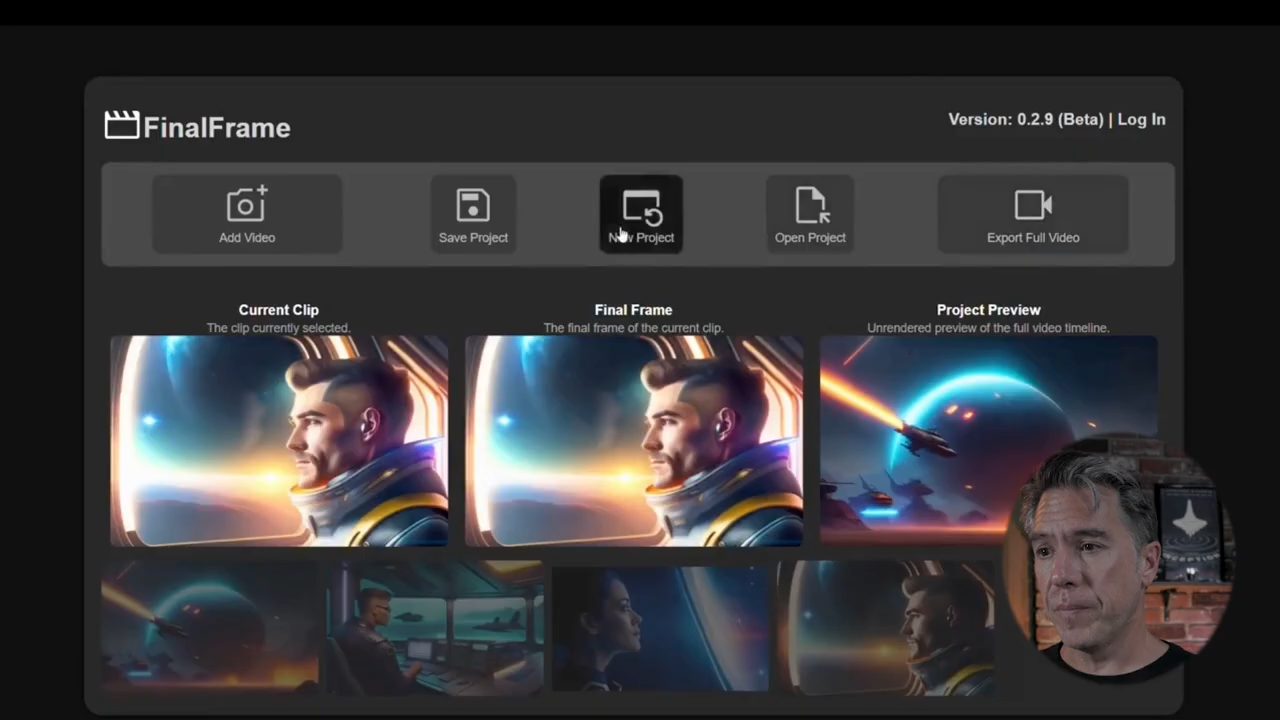 FinalFrame
Version: 0.2.9 (Beta) | Log In
Add Video
Save Project
New Project
Open Project
Export Full Video
Current Clip
The clip currently selected.
Final Frame
The final frame of the current clip.
Project Preview
Unrendered preview of the full video timeline.